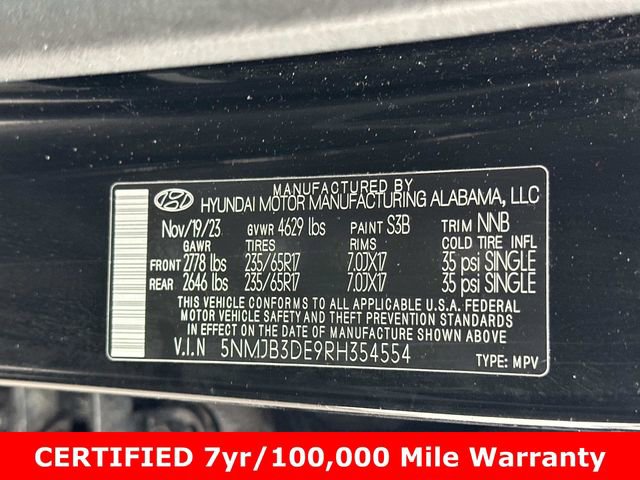 MANUFACTURED BY
HYUNDAI MOTOR MANUFACTURING ALABAMA, LLC
Nov/19/23 GVWR 4629 lbs PAINT S3B TRIM NNB
GAWR TIRES RIMS COLD TIRE INFL
FRONT 2778 lbs 235/65R17 7.0JX17 35 psi SINGLE
REAR 2646 lbs 235/65R17 7.0JX17 35 psi SINGLE
THIS VEHICLE CONFORMS TO ALL APPLICABLE U.S.A. FEDERAL
MOTOR VEHICLE SAFETY AND THEFT PREVENTION STANDARDS
IN EFFECT ON THE DATE OF MANUFACTURE SHOWN ABOVE
V.I.N 5NMJB3DE9RH354554 TYPE: MPV
CERTIFIED 7yr/100,000 Mile Warranty